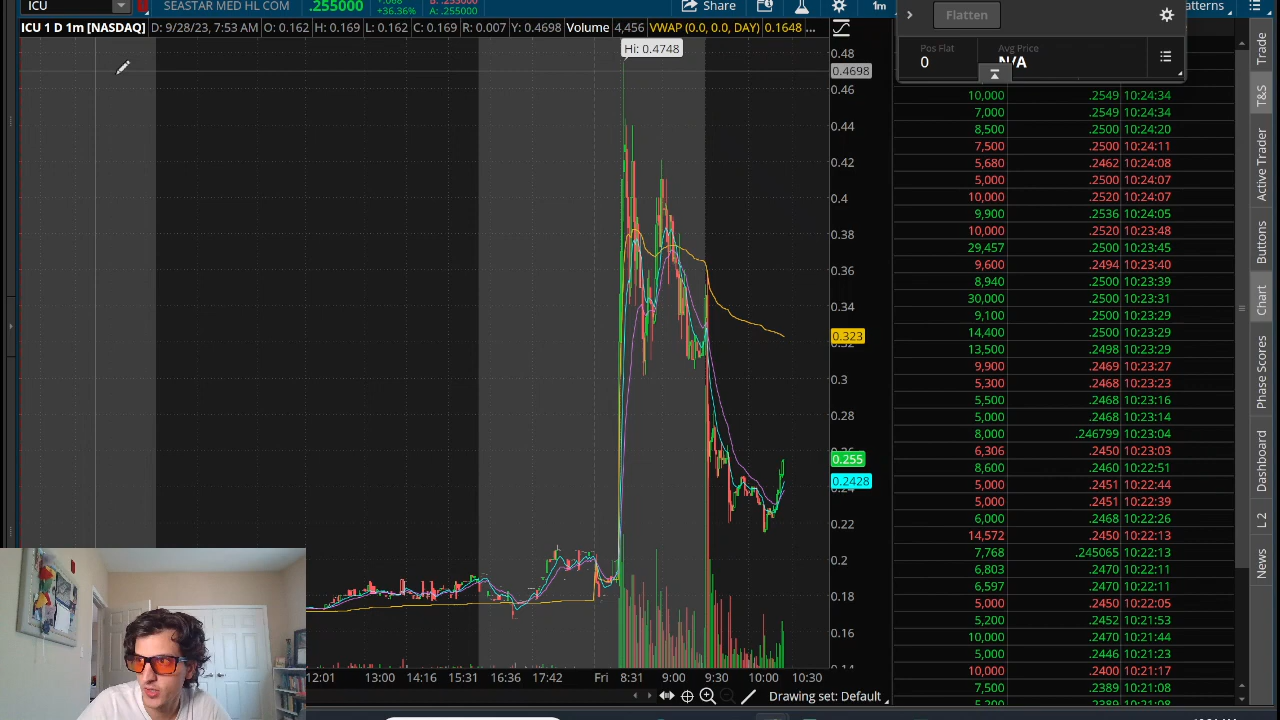 ICU
SEASTAR MED HL COM
.255000
+36.36%
B: .255000
A: .255000
Share
1m
Flatten
Patterns
ICU 1 D 1m [NASDAQ]
D: 9/28/23, 7:53 AM
O: 0.162
H: 0.169
L: 0.162
C: 0.169
R: 0.007
Y: 0.4698
Volume
4,456
VWAP (0.0, 0.0, DAY)
0.1648
...
Hi: 0.4748
Pos Flat
0
Avg Price
N/A
0.48
0.4698
0.46
0.44
0.42
0.4
0.38
0.36
0.34
0.323
0.3
0.28
0.255
0.2428
0.22
0.2
0.18
0.16
0.14
12:01
13:00
14:16
15:31
16:36
17:42
Fri
8:31
9:00
9:30
10:00
10:30
Drawing set: Default
10,000 .2549 10:24:34
7,000 .2549 10:24:34
8,500 .2500 10:24:20
7,500 .2500 10:24:11
5,680 .2462 10:24:08
5,000 .2500 10:24:07
10,000 .2520 10:24:07
9,900 .2536 10:24:05
10,000 .2520 10:23:48
29,457 .2500 10:23:45
9,600 .2494 10:23:40
8,940 .2500 10:23:39
30,000 .2500 10:23:31
9,100 .2500 10:23:29
14,400 .2500 10:23:29
13,500 .2498 10:23:29
9,900 .2469 10:23:27
5,300 .2468 10:23:23
5,500 .2468 10:23:16
5,000 .2468 10:23:14
8,000 .246799 10:23:04
6,306 .2450 10:23:03
8,600 .2460 10:22:51
5,000 .2451 10:22:44
5,000 .2451 10:22:39
6,000 .2468 10:22:26
14,572 .2450 10:22:13
7,768 .245065 10:22:13
6,803 .2470 10:22:11
6,597 .2470 10:22:11
5,000 .2450 10:22:05
5,200 .2452 10:21:53
10,000 .2470 10:21:44
5,000 .2446 10:21:23
10,000 .2400 10:21:17
7,500 .2389 10:21:08
5,200 .2389 10:21:08
Trade
T&S
Active Trader
Buttons
Chart
Phase Scores
Dashboard
L 2
News